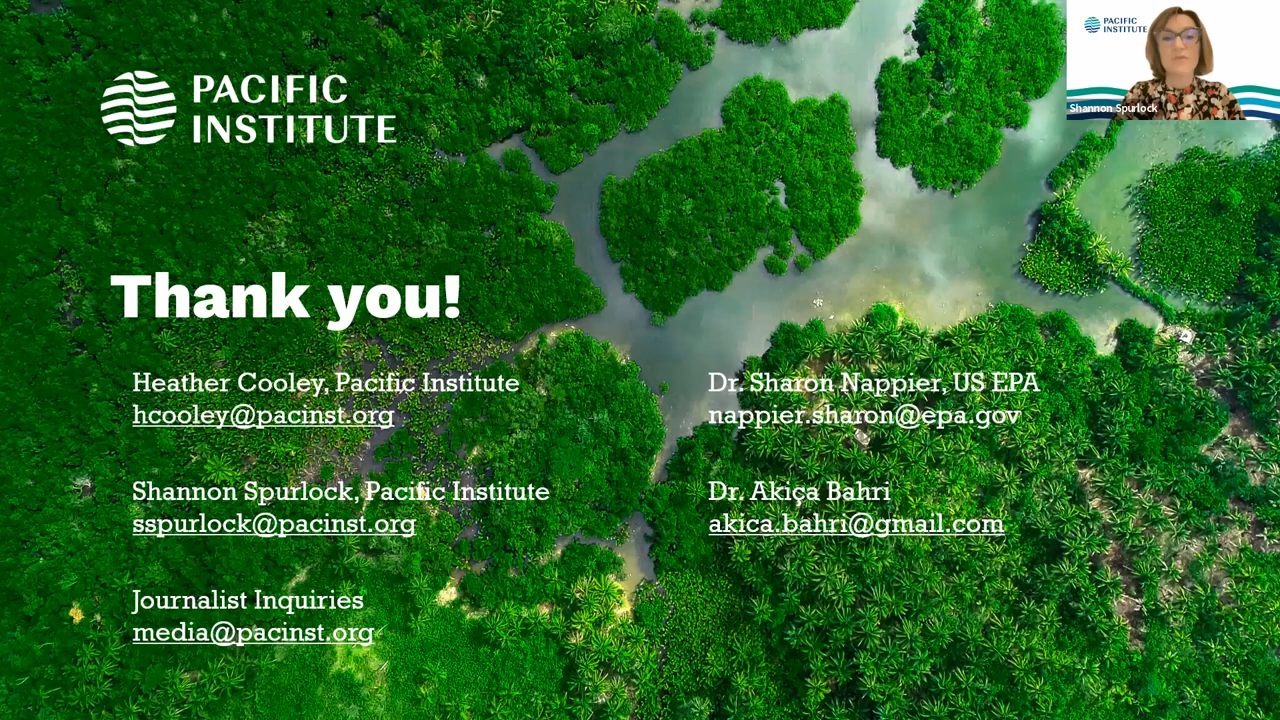 PACIFIC
INSTITUTE
PACIFIC
INSTITUTE
Shannon Spurlock
Thank you!
Heather Cooley, Pacific Institute
hcooley@pacinst.org
Shannon Spurlock, Pacific Institute
sspurlock@pacinst.org
Journalist Inquiries
media@pacinst.org
Dr. Sharon Nappier, US EPA
nappier.sharon@epa.gov
Dr. Akiça Bahri
akica.bahri@gmail.com